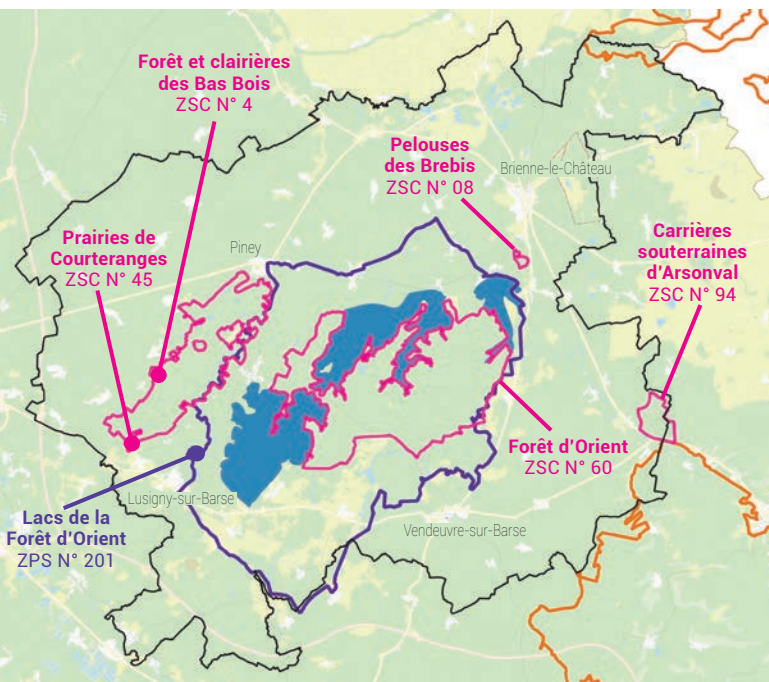 Forêt et clairières
des Bas Bois
ZSC N° 4
Pelouses
des Brebis
ZSC N° 08
Brienne-le-Château
Prairies de
Courteranges
ZSC N° 45
Piney
Carrières
souterraines
d'Arsonval
ZSC N° 94
Forêt d'Orient
ZSC N° 60
Lusigny-sur-Barse
Lacs de la
Forêt d'Orient
ZPS N° 201
Vendeuvre-sur-Barse